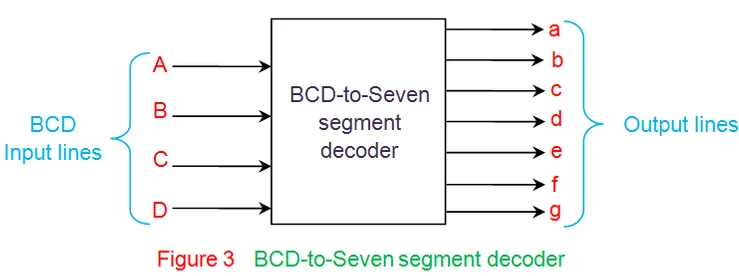 BCD
Input lines
A
B
C
D
BCD-to-Seven
segment
decoder
a
b
c
d
e
f
g
Output lines
Figure 3 BCD-to-Seven segment decoder